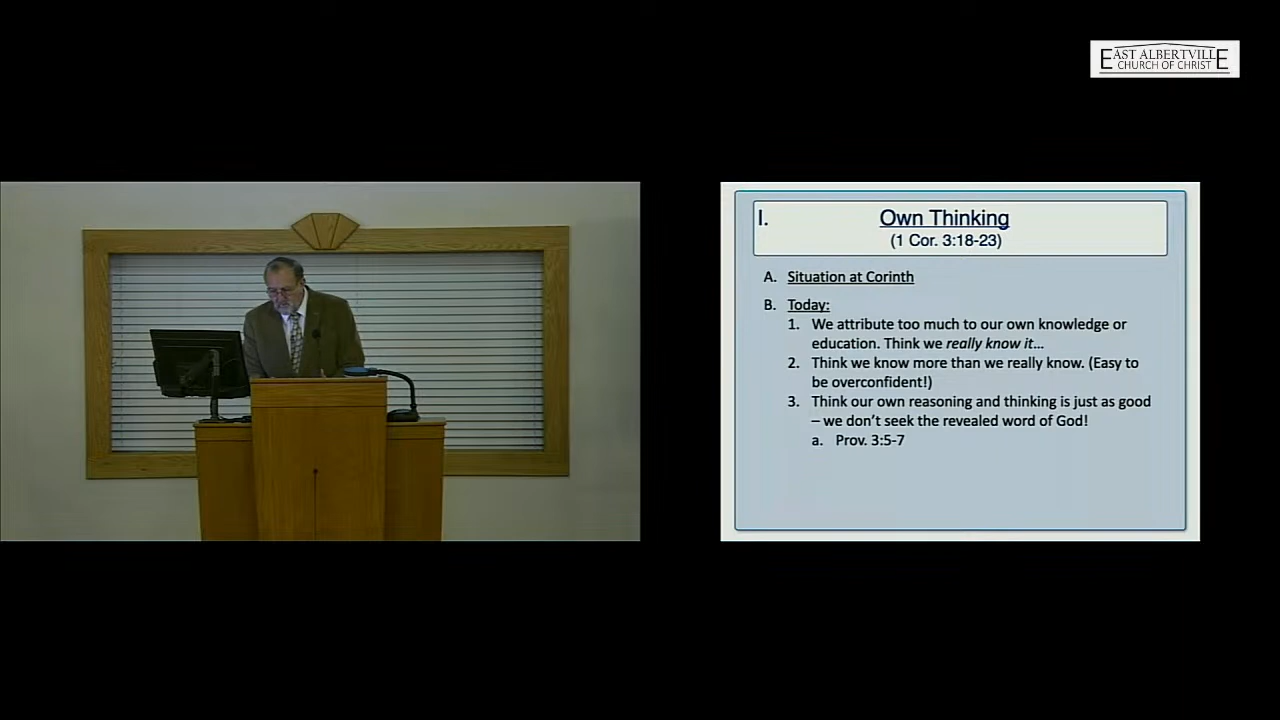 EAST ALBERTVILLE
CHURCH OF CHRIST
I. Own Thinking
(1 Cor. 3:18-23)
A. Situation at Corinth
B. Today:
1. We attribute too much to our own knowledge or
education. Think we really know it...
2. Think we know more than we really know. (Easy to
be overconfident!)
3. Think our own reasoning and thinking is just as good
– we don't seek the revealed word of God!
a. Prov. 3:5-7